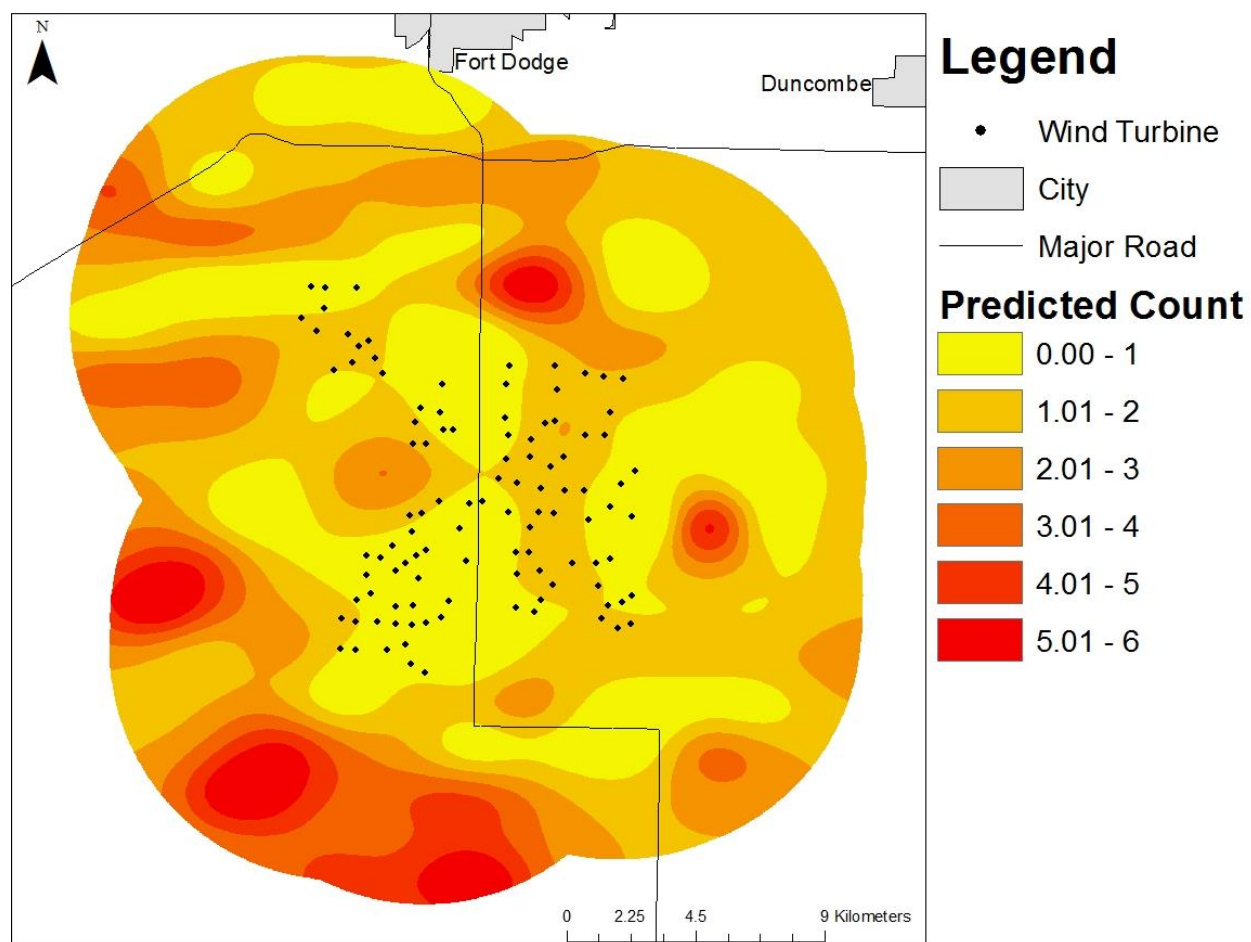 N
Fort Dodge
Duncombe
Legend
Wind Turbine
City
Major Road
Predicted Count
0.00 - 1
1.01 - 2
2.01 - 3
3.01 - 4
4.01 - 5
5.01 - 6
0 2.25 4.5 9 Kilometers